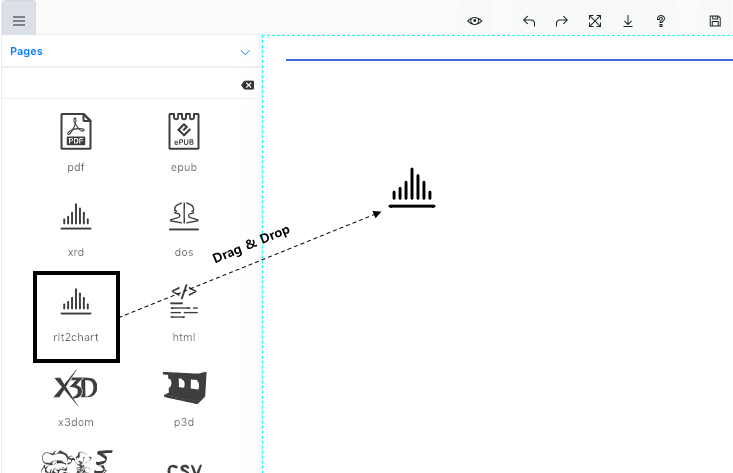 Pages
PDF
ePUB
pdf
epub
xrd
dos
Drag & Drop
rlt2chart
html
X3D
x3dom
p3d
CSV